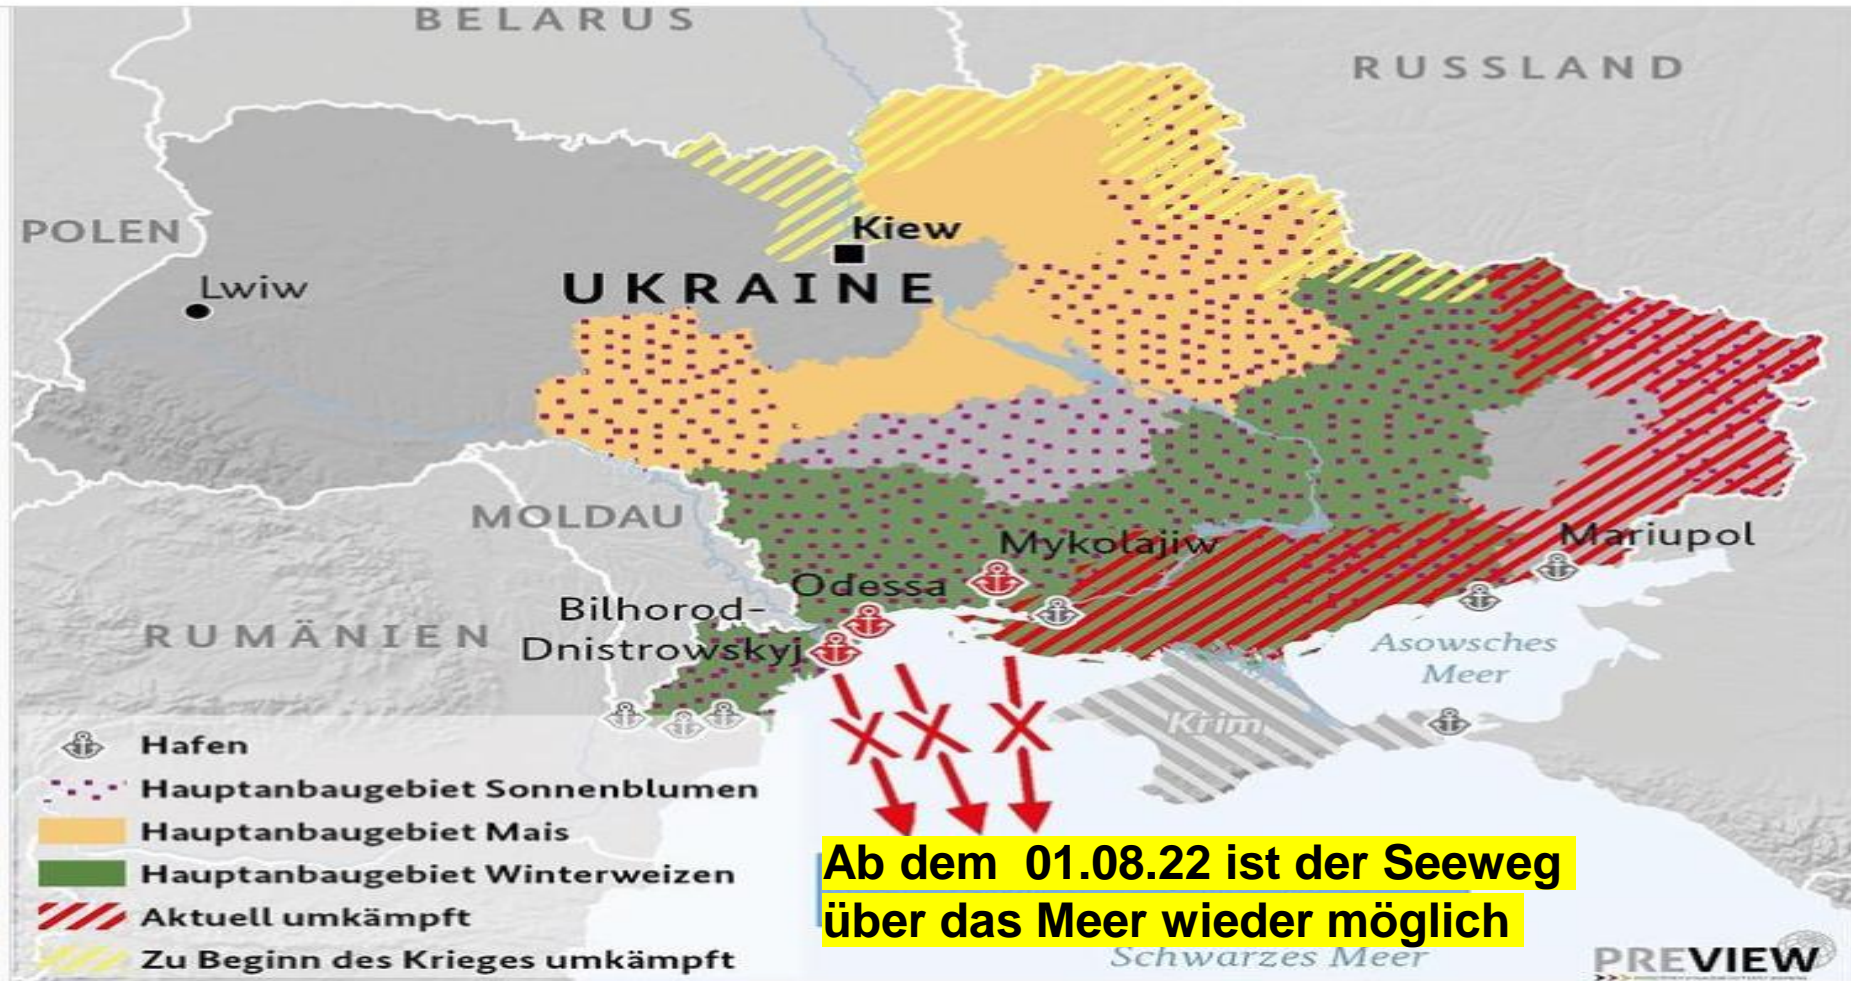 BELARUS
RUSSLAND
POLEN
Kiew
Lwiw
UKRAINE
MOLDAU
Mykolajiw
Mariupol
Odessa
Bilhorod-
Dnistrowskyj
RUMÄNIEN
Asowsches
Meer
Krim
Hafen
Hauptanbaugebiet Sonnenblumen
Hauptanbaugebiet Mais
Hauptanbaugebiet Winterweizen
Aktuell umkämpft
Zu Beginn des Krieges umkämpft
Ab dem 01.08.22 ist der Seeweg
über das Meer wieder möglich
Schwarzes Meer
PREVIEW